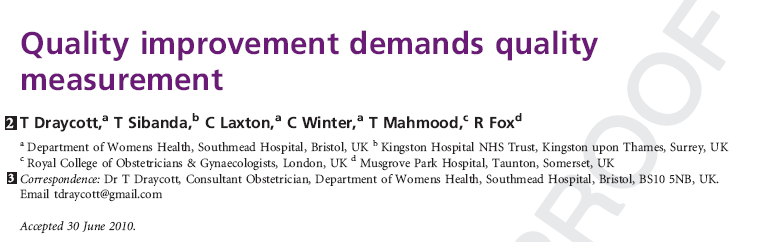 Quality improvement demands quality
measurement
2 T Draycott,a T Sibanda,b C Laxton,a C Winter,a T Mahmood,c R Foxd
a Department of Womens Health, Southmead Hospital, Bristol, UK b Kingston Hospital NHS Trust, Kingston upon Thames, Surrey, UK
c Royal College of Obstetricians & Gynaecologists, London, UK d Musgrove Park Hospital, Taunton, Somerset, UK
3 Correspondence: Dr T Draycott, Consultant Obstetrician, Department of Womens Health, Southmead Hospital, Bristol, BS10 5NB, UK.
Email tdraycott@gmail.com
Accepted 30 June 2010.
PROOF